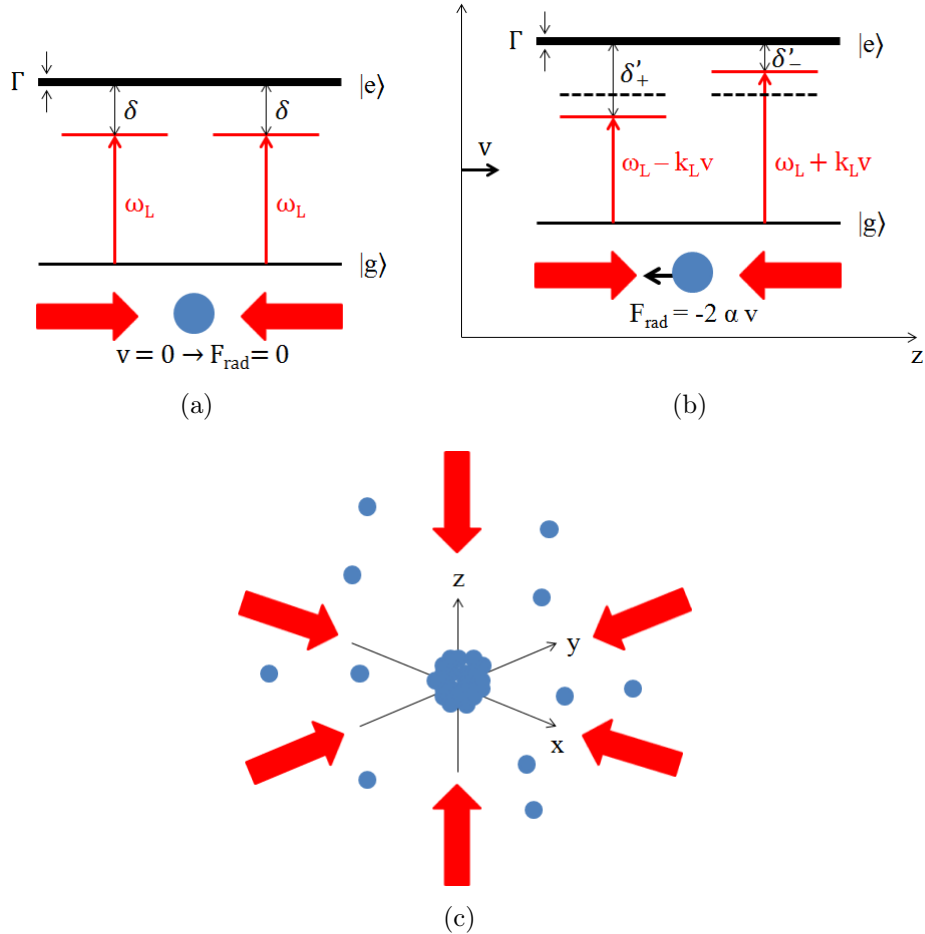 Γ
|e⟩
δ
δ
ω_L
ω_L
|g⟩
v = 0 → F_rad = 0
(a)
Γ
|e⟩
δ'_+
δ'_−
v
ω_L − k_L v
ω_L + k_L v
|g⟩
F_rad = -2 α v
z
(b)
z
y
x
(c)